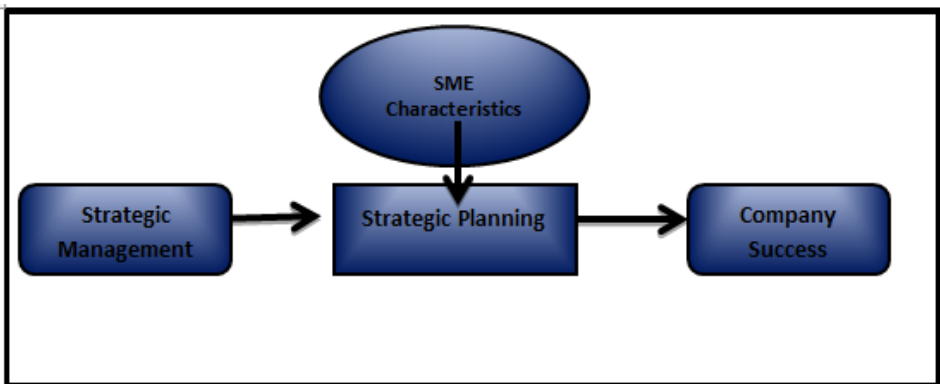 SME
Characteristics
Strategic
Management
Strategic Planning
Company
Success